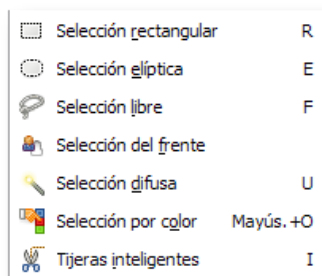 Selección rectangular R
Selección elíptica E
Selección libre F
Selección del frente
Selección difusa U
Selección por color Mayús.+O
Tijeras inteligentes I